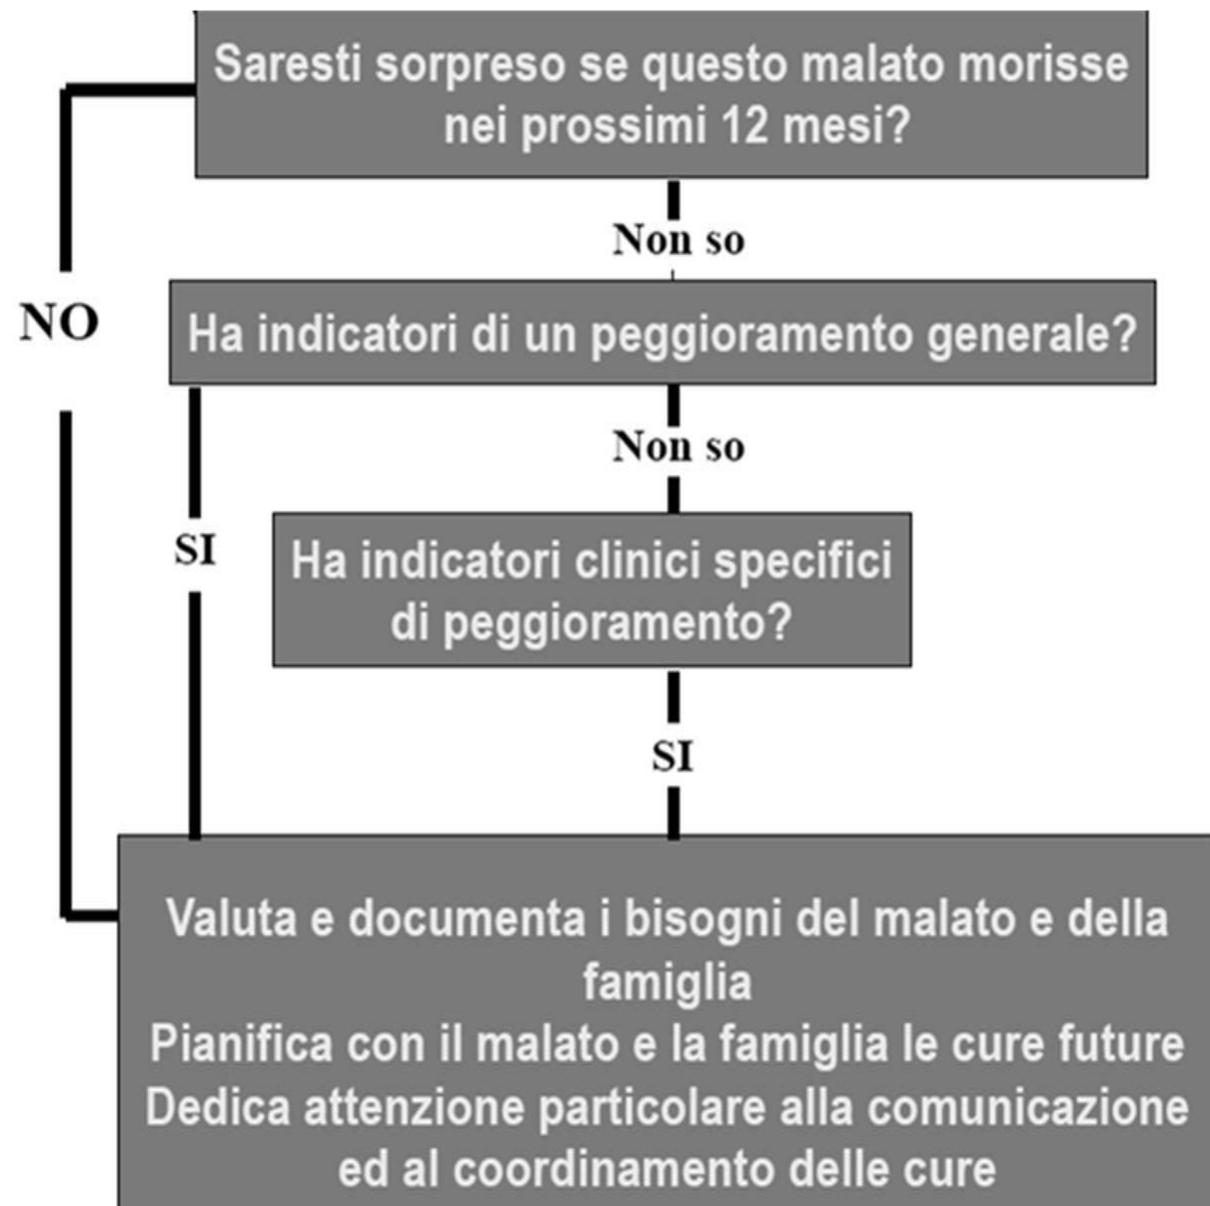 Saresti sorpreso se questo malato morisse
nei prossimi 12 mesi?
Non so
NO
Ha indicatori di un peggioramento generale?
Non so
SI
Ha indicatori clinici specifici
di peggioramento?
SI
Valuta e documenta i bisogni del malato e della
famiglia
Pianifica con il malato e la famiglia le cure future
Dedica attenzione particolare alla comunicazione
ed al coordinamento delle cure